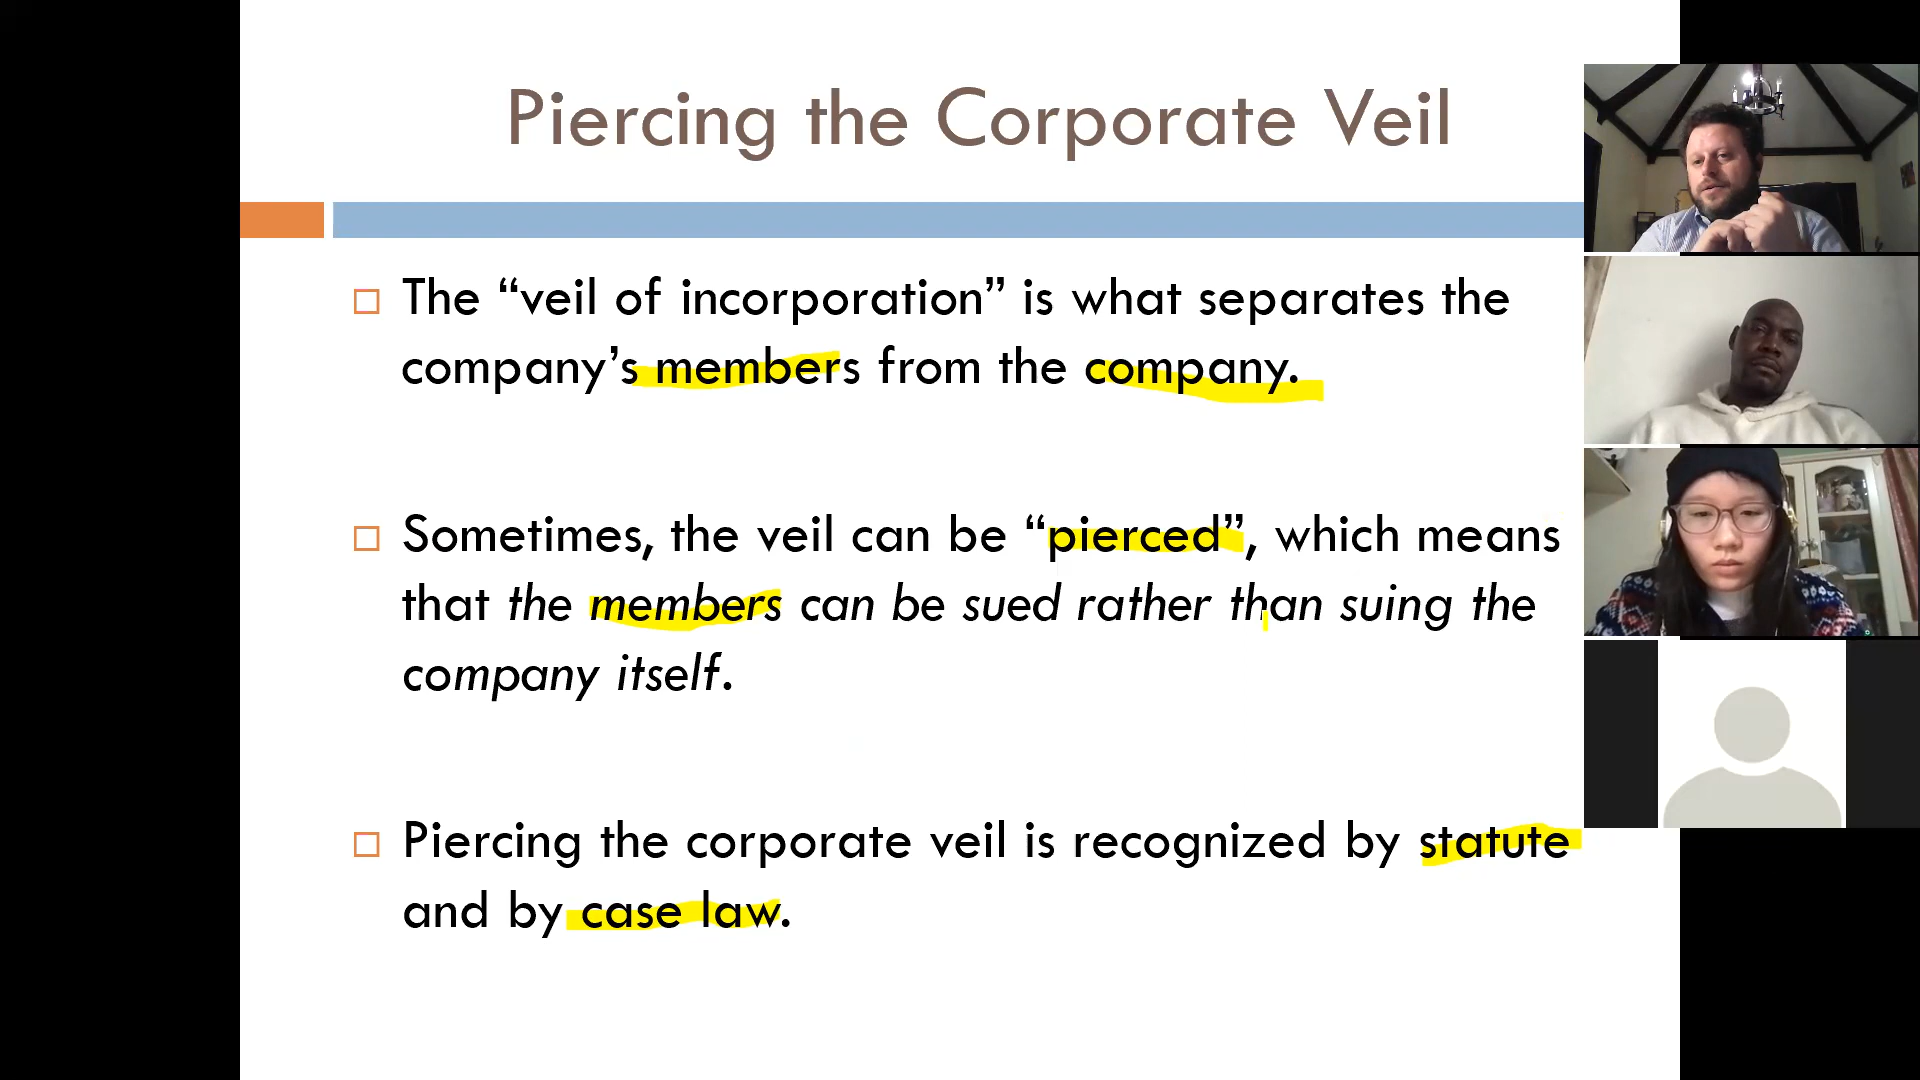 Piercing the Corporate Veil
The “veil of incorporation” is what separates the
company’s members from the company.
Sometimes, the veil can be “pierced”, which means
that the members can be sued rather than suing the
company itself.
Piercing the corporate veil is recognized by statute
and by case law.